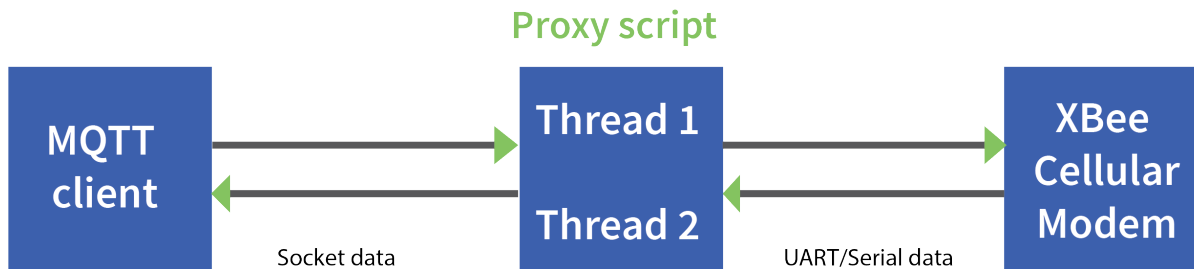 Proxy script
MQTT
client
Thread 1
Thread 2
XBee
Cellular
Modem
Socket data
UART/Serial data